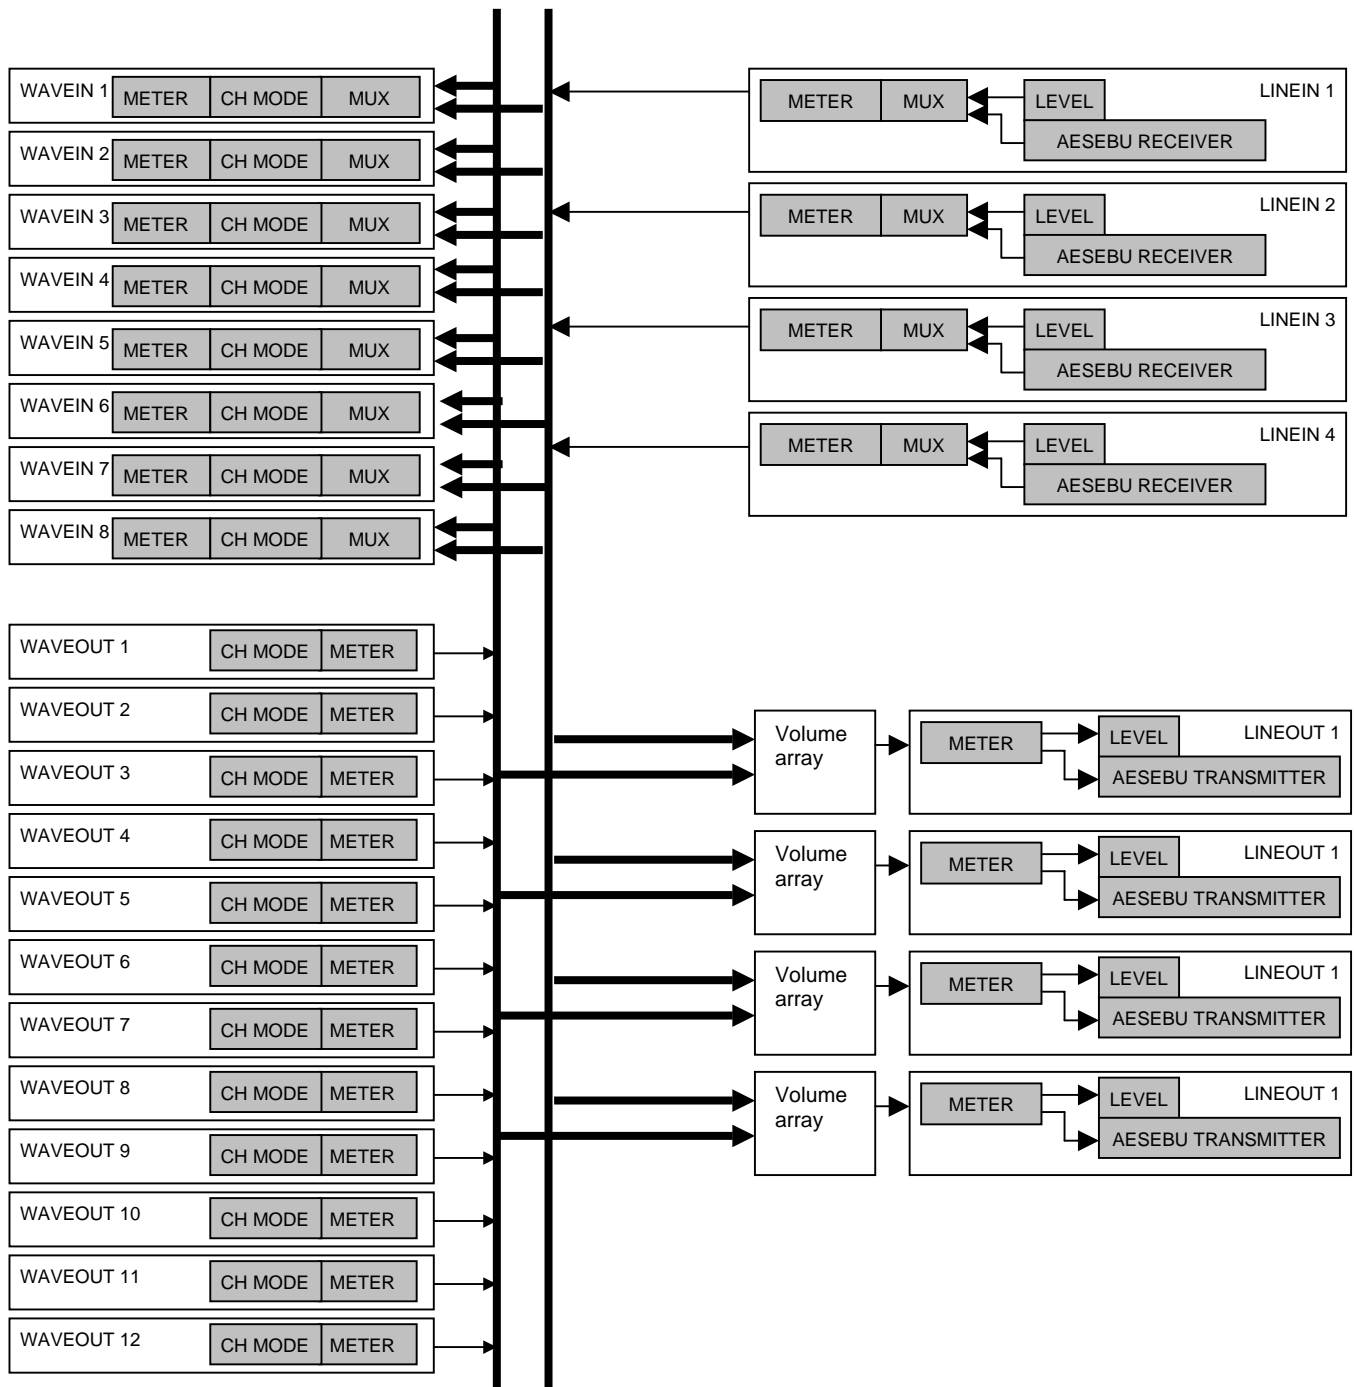 WAVEIN 1 METER CH MODE MUX
WAVEIN 2 METER CH MODE MUX
WAVEIN 3 METER CH MODE MUX
WAVEIN 4 METER CH MODE MUX
WAVEIN 5 METER CH MODE MUX
WAVEIN 6 METER CH MODE MUX
WAVEIN 7 METER CH MODE MUX
WAVEIN 8 METER CH MODE MUX
METER MUX LEVEL LINEIN 1
AESEBU RECEIVER
METER MUX LEVEL LINEIN 2
AESEBU RECEIVER
METER MUX LEVEL LINEIN 3
AESEBU RECEIVER
METER MUX LEVEL LINEIN 4
AESEBU RECEIVER
WAVEOUT 1 CH MODE METER
WAVEOUT 2 CH MODE METER
WAVEOUT 3 CH MODE METER
WAVEOUT 4 CH MODE METER
WAVEOUT 5 CH MODE METER
WAVEOUT 6 CH MODE METER
WAVEOUT 7 CH MODE METER
WAVEOUT 8 CH MODE METER
WAVEOUT 9 CH MODE METER
WAVEOUT 10 CH MODE METER
WAVEOUT 11 CH MODE METER
WAVEOUT 12 CH MODE METER
Volume
array
METER LEVEL LINEOUT 1
AESEBU TRANSMITTER
Volume
array
METER LEVEL LINEOUT 1
AESEBU TRANSMITTER
Volume
array
METER LEVEL LINEOUT 1
AESEBU TRANSMITTER
Volume
array
METER LEVEL LINEOUT 1
AESEBU TRANSMITTER